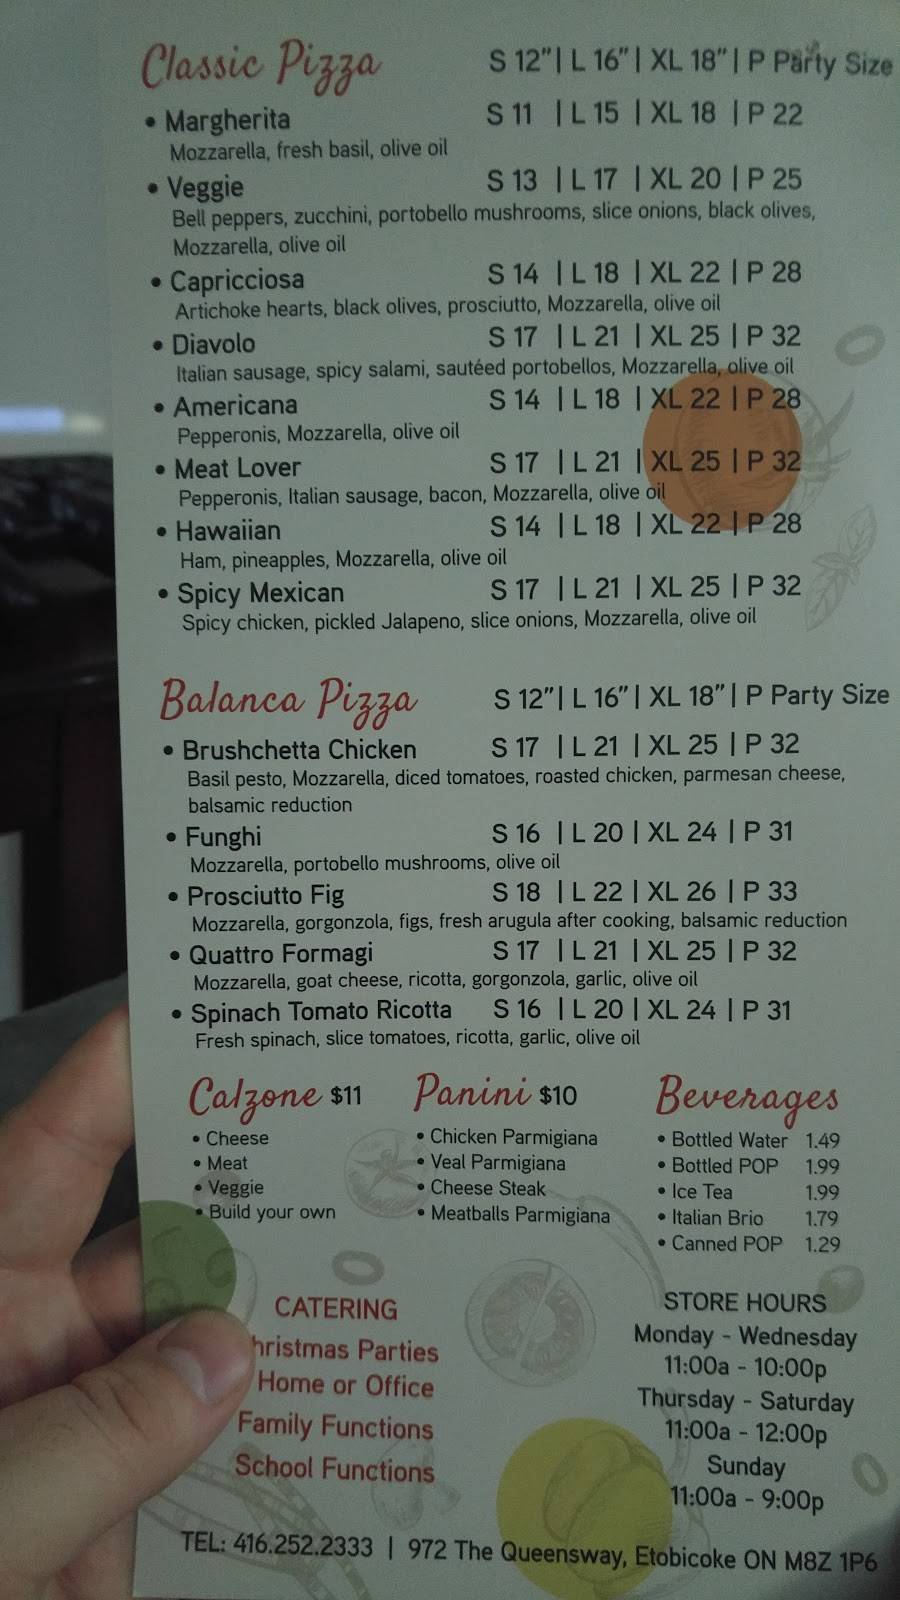 Classic Pizza S 12"| L 16"| XL 18"| P Party Size
• Margherita S 11 | L 15 | XL 18 | P 22
Mozzarella, fresh basil, olive oil
• Veggie S 13 | L 17 | XL 20 | P 25
Bell peppers, zucchini, portobello mushrooms, slice onions, black olives,
Mozzarella, olive oil
• Capricciosa S 14 | L 18 | XL 22 | P 28
Artichoke hearts, black olives, prosciutto, Mozzarella, olive oil
• Diavolo S 17 | L 21 | XL 25 | P 32
Italian sausage, spicy salami, sautéed portobellos, Mozzarella, olive oil
• Americana S 14 | L 18 | XL 22 | P 28
Pepperonis, Mozzarella, olive oil
• Meat Lover S 17 | L 21 | XL 25 | P 32
Pepperonis, Italian sausage, bacon, Mozzarella, olive oil
• Hawaiian S 14 | L 18 | XL 22 | P 28
Ham, pineapples, Mozzarella, olive oil
• Spicy Mexican S 17 | L 21 | XL 25 | P 32
Spicy chicken, pickled Jalapeno, slice onions, Mozzarella, olive oil
Balanca Pizza S 12"| L 16"| XL 18"| P Party Size
• Brushchetta Chicken S 17 | L 21 | XL 25 | P 32
Basil pesto, Mozzarella, diced tomatoes, roasted chicken, parmesan cheese,
balsamic reduction
• Funghi S 16 | L 20 | XL 24 | P 31
Mozzarella, portobello mushrooms, olive oil
• Prosciutto Fig S 18 | L 22 | XL 26 | P 33
Mozzarella, gorgonzola, figs, fresh arugula after cooking, balsamic reduction
• Quattro Formagi S 17 | L 21 | XL 25 | P 32
Mozzarella, goat cheese, ricotta, gorgonzola, garlic, olive oil
• Spinach Tomato Ricotta S 16 | L 20 | XL 24 | P 31
Fresh spinach, slice tomatoes, ricotta, garlic, olive oil
Calzone $11
• Cheese
• Meat
• Veggie
• Build your own
Panini $10
• Chicken Parmigiana
• Veal Parmigiana
• Cheese Steak
• Meatballs Parmigiana
Beverages
• Bottled Water 1.49
• Bottled POP 1.99
• Ice Tea 1.99
• Italian Brio 1.79
• Canned POP 1.29
CATERING
hristmas Parties
Home or Office
Family Functions
School Functions
STORE HOURS
Monday - Wednesday
11:00a - 10:00p
Thursday - Saturday
11:00a - 12:00p
Sunday
11:00a - 9:00p
TEL: 416.252.2333 | 972 The Queensway, Etobicoke ON M8Z 1P6